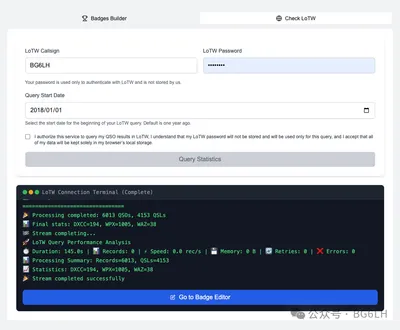 Badges Builder
Check LoTW
LoTW Callsign
LoTW Password
BG6LH
••••••••
Your password is used only to authenticate with LoTW and is not stored by us.
Query Start Date
2018/01/01
Select the start date for the beginning of your LoTW query. Default is one year ago.
I authorize this service to query my QSO results in LoTW, I understand that my LoTW password will not be stored and will be used only for this query, and I accept that all
of my data will be kept solely in my browser's local storage.
Query Statistics
LoTW Connection Terminal (Complete)
==============================
🎉 Processing completed: 6013 QSOs, 4153 QSLs
📊 Final stats: DXCC=194, WPX=1005, WAZ=38
🏁 Stream completing...
🚀 LoTW Query Performance Analysis
⏱️ Duration: 145.0s | 📊 Records: 0 | ⚡ Speed: 0.0 rec/s | 💾 Memory: 0 B | 🔄 Retries: 0 | ❌ Errors: 0
📊 Processing Summary: Records=6013, QSLs=4153
📈 Statistics: DXCC=194, WPX=1005, WAZ=38
🎉 Stream completed successfully
Go to Badge Editor
公众号 · BG6LH